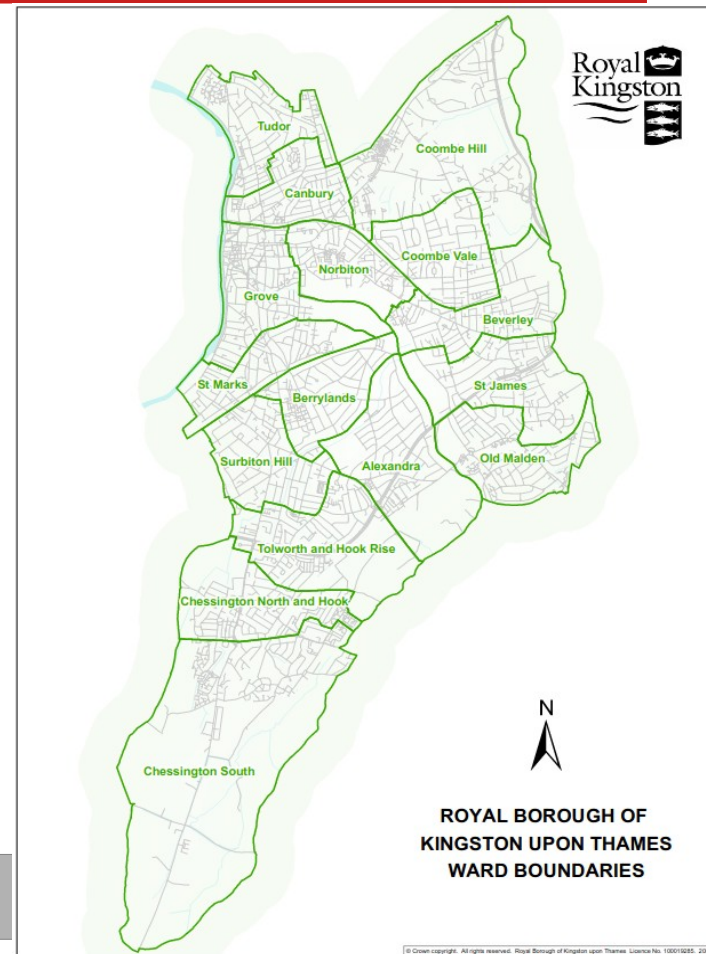 Royal
Kingston
Tudor
Coombe Hill
Canbury
Coombe Vale
Norbiton
Grove
Beverley
St Marks
St James
Berrylands
Old Malden
Surbiton Hill
Alexandra
Tolworth and Hook Rise
Chessington North and Hook
Chessington South
N
ROYAL BOROUGH OF
KINGSTON UPON THAMES
WARD BOUNDARIES
© Crown copyright. All rights reserved. Royal Borough of Kingston upon Thames Licence No. 100019285. 20